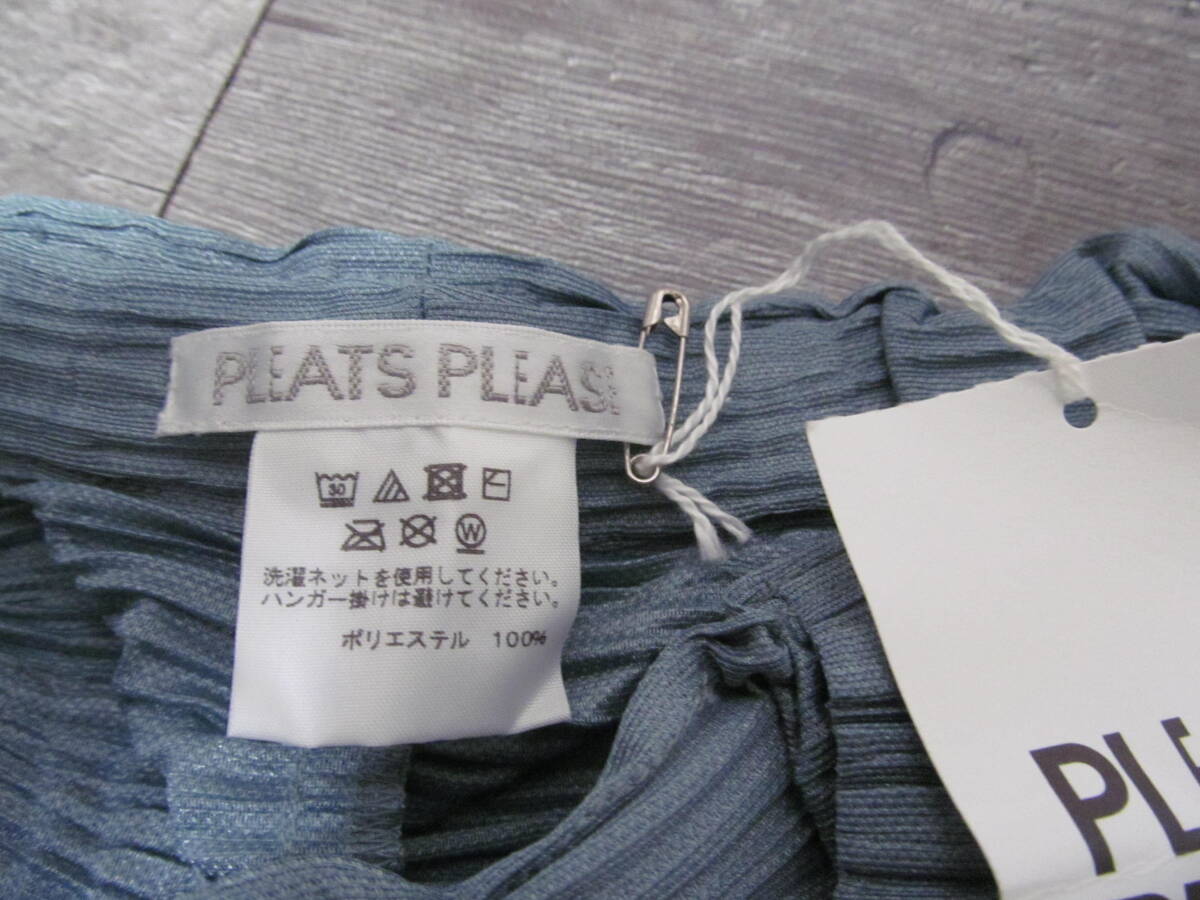 PLEATS PLEASE
30
W
洗濯ネットを使用してください。
ハンガー掛けは避けてください。
ポリエステル 100%
PLE